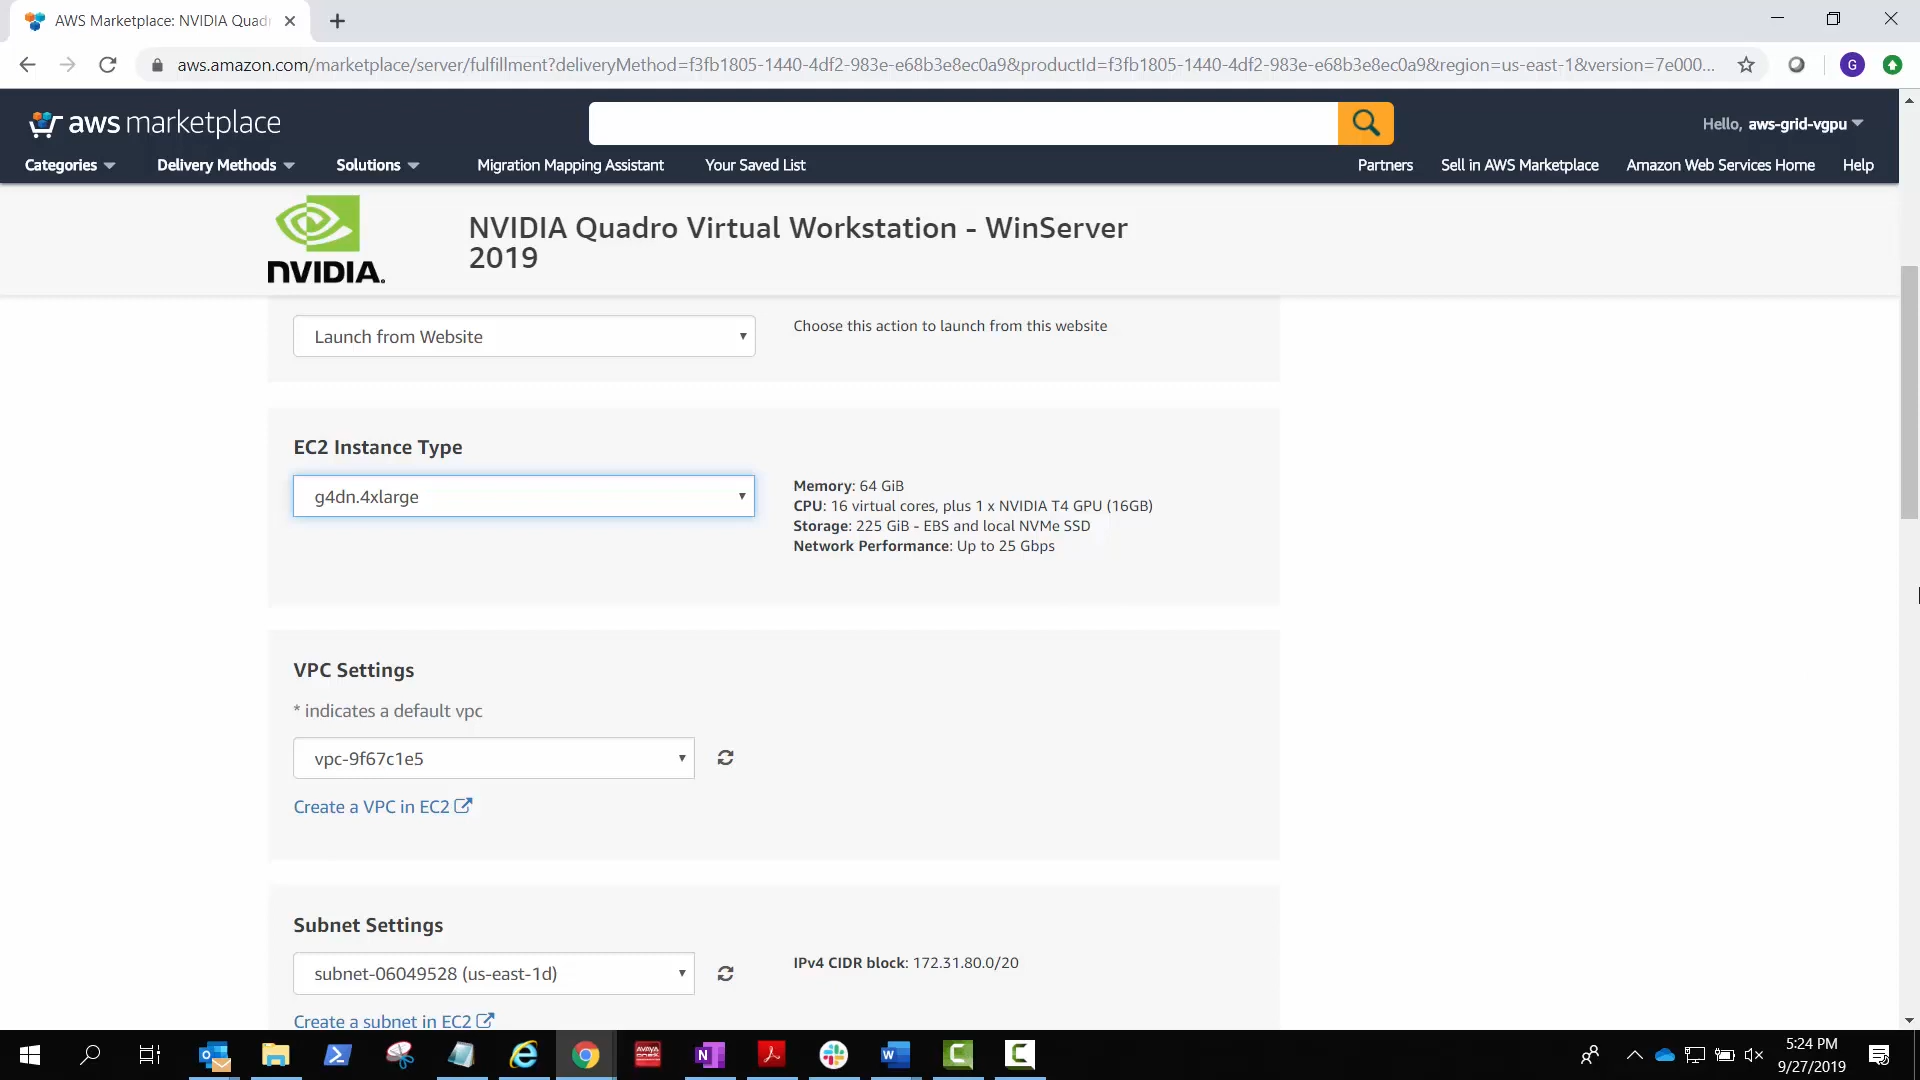 AWS Marketplace: NVIDIA Quadr
aws.amazon.com/marketplace/server/fulfillment?deliveryMethod=f3fb1805-1440-4df2-983e-e68b3e8ec0a9&productId=f3fb1805-1440-4df2-983e-e68b3e8ec0a9&region=us-east-1&version=7e000...
G
aws marketplace
Hello, aws-grid-vgpu
Categories
Delivery Methods
Solutions
Migration Mapping Assistant
Your Saved List
Partners
Sell in AWS Marketplace
Amazon Web Services Home
Help
NVIDIA.
NVIDIA Quadro Virtual Workstation - WinServer
2019
Launch from Website
Choose this action to launch from this website
EC2 Instance Type
g4dn.4xlarge
Memory: 64 GiB
CPU: 16 virtual cores, plus 1 x NVIDIA T4 GPU (16GB)
Storage: 225 GiB - EBS and local NVMe SSD
Network Performance: Up to 25 Gbps
VPC Settings
* indicates a default vpc
vpc-9f67c1e5
Create a VPC in EC2
Subnet Settings
subnet-06049528 (us-east-1d)
IPv4 CIDR block: 172.31.80.0/20
Create a subnet in EC2
5:24 PM
9/27/2019